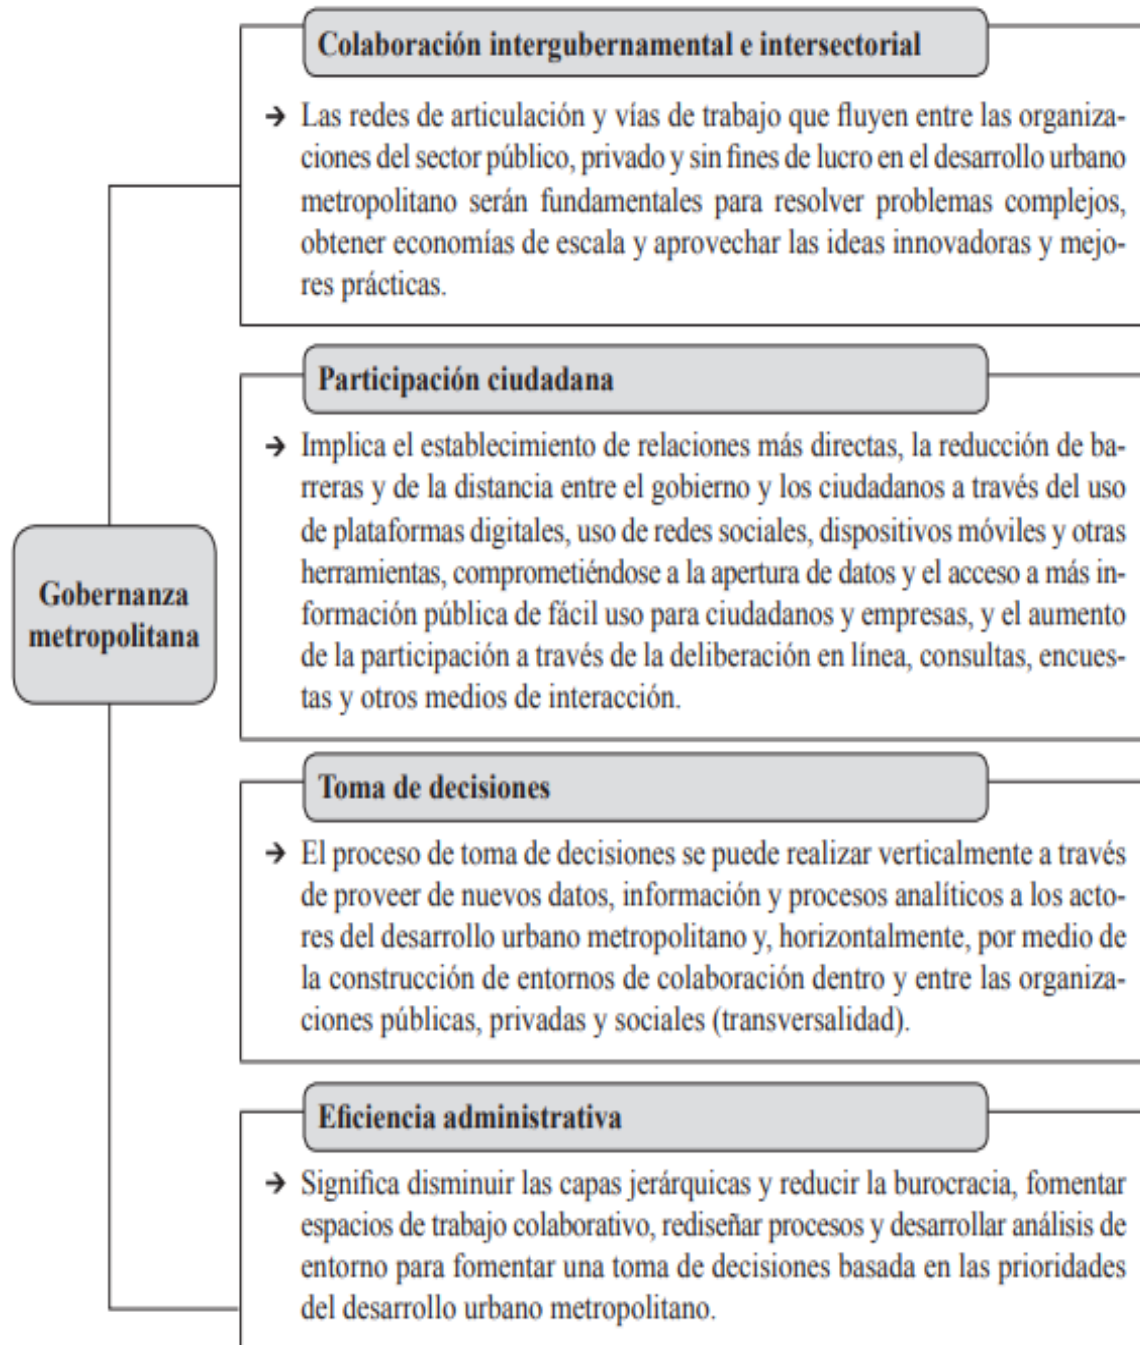 Colaboración intergubernamental e intersectorial
→ Las redes de articulación y vías de trabajo que fluyen entre las organiza-
ciones del sector público, privado y sin fines de lucro en el desarrollo urbano
metropolitano serán fundamentales para resolver problemas complejos,
obtener economías de escala y aprovechar las ideas innovadoras y mejo-
res prácticas.
Participación ciudadana
→ Implica el establecimiento de relaciones más directas, la reducción de ba-
rreras y de la distancia entre el gobierno y los ciudadanos a través del uso
de plataformas digitales, uso de redes sociales, dispositivos móviles y otras
herramientas, comprometiéndose a la apertura de datos y el acceso a más in-
formación pública de fácil uso para ciudadanos y empresas, y el aumento
de la participación a través de la deliberación en línea, consultas, encues-
tas y otros medios de interacción.
Gobernanza
metropolitana
Toma de decisiones
→ El proceso de toma de decisiones se puede realizar verticalmente a través
de proveer de nuevos datos, información y procesos analíticos a los acto-
res del desarrollo urbano metropolitano y, horizontalmente, por medio de
la construcción de entornos de colaboración dentro y entre las organiza-
ciones públicas, privadas y sociales (transversalidad).
Eficiencia administrativa
→ Significa disminuir las capas jerárquicas y reducir la burocracia, fomentar
espacios de trabajo colaborativo, rediseñar procesos y desarrollar análisis de
entorno para fomentar una toma de decisiones basada en las prioridades
del desarrollo urbano metropolitano.